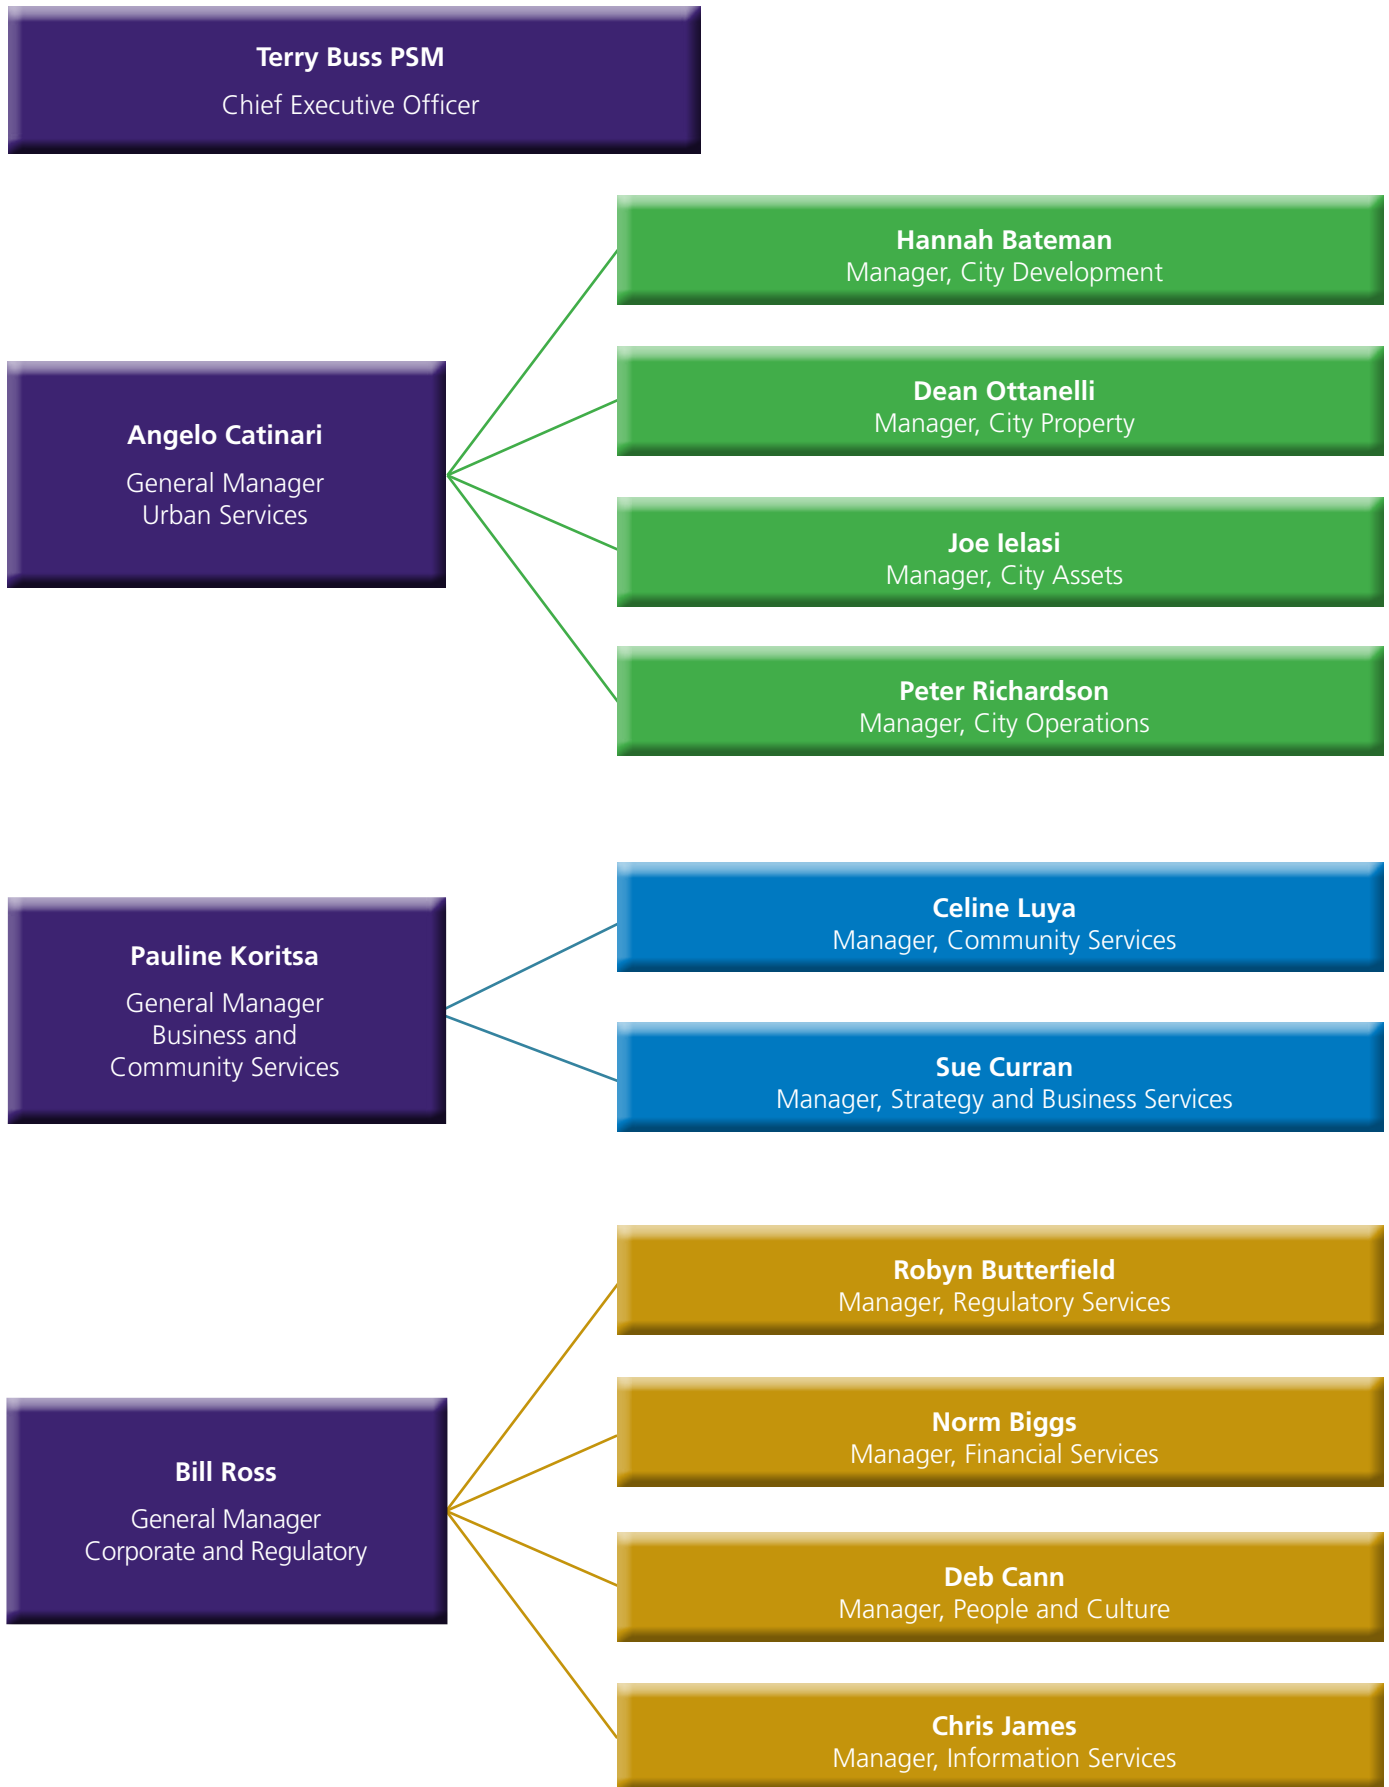 Terry Buss PSM
Chief Executive Officer
Hannah Bateman
Manager, City Development
Dean Ottanelli
Manager, City Property
Angelo Catinari
General Manager
Urban Services
Joe Ielasi
Manager, City Assets
Peter Richardson
Manager, City Operations
Celine Luya
Manager, Community Services
Pauline Koritsa
General Manager
Business and
Community Services
Sue Curran
Manager, Strategy and Business Services
Robyn Butterfield
Manager, Regulatory Services
Norm Biggs
Manager, Financial Services
Bill Ross
General Manager
Corporate and Regulatory
Deb Cann
Manager, People and Culture
Chris James
Manager, Information Services